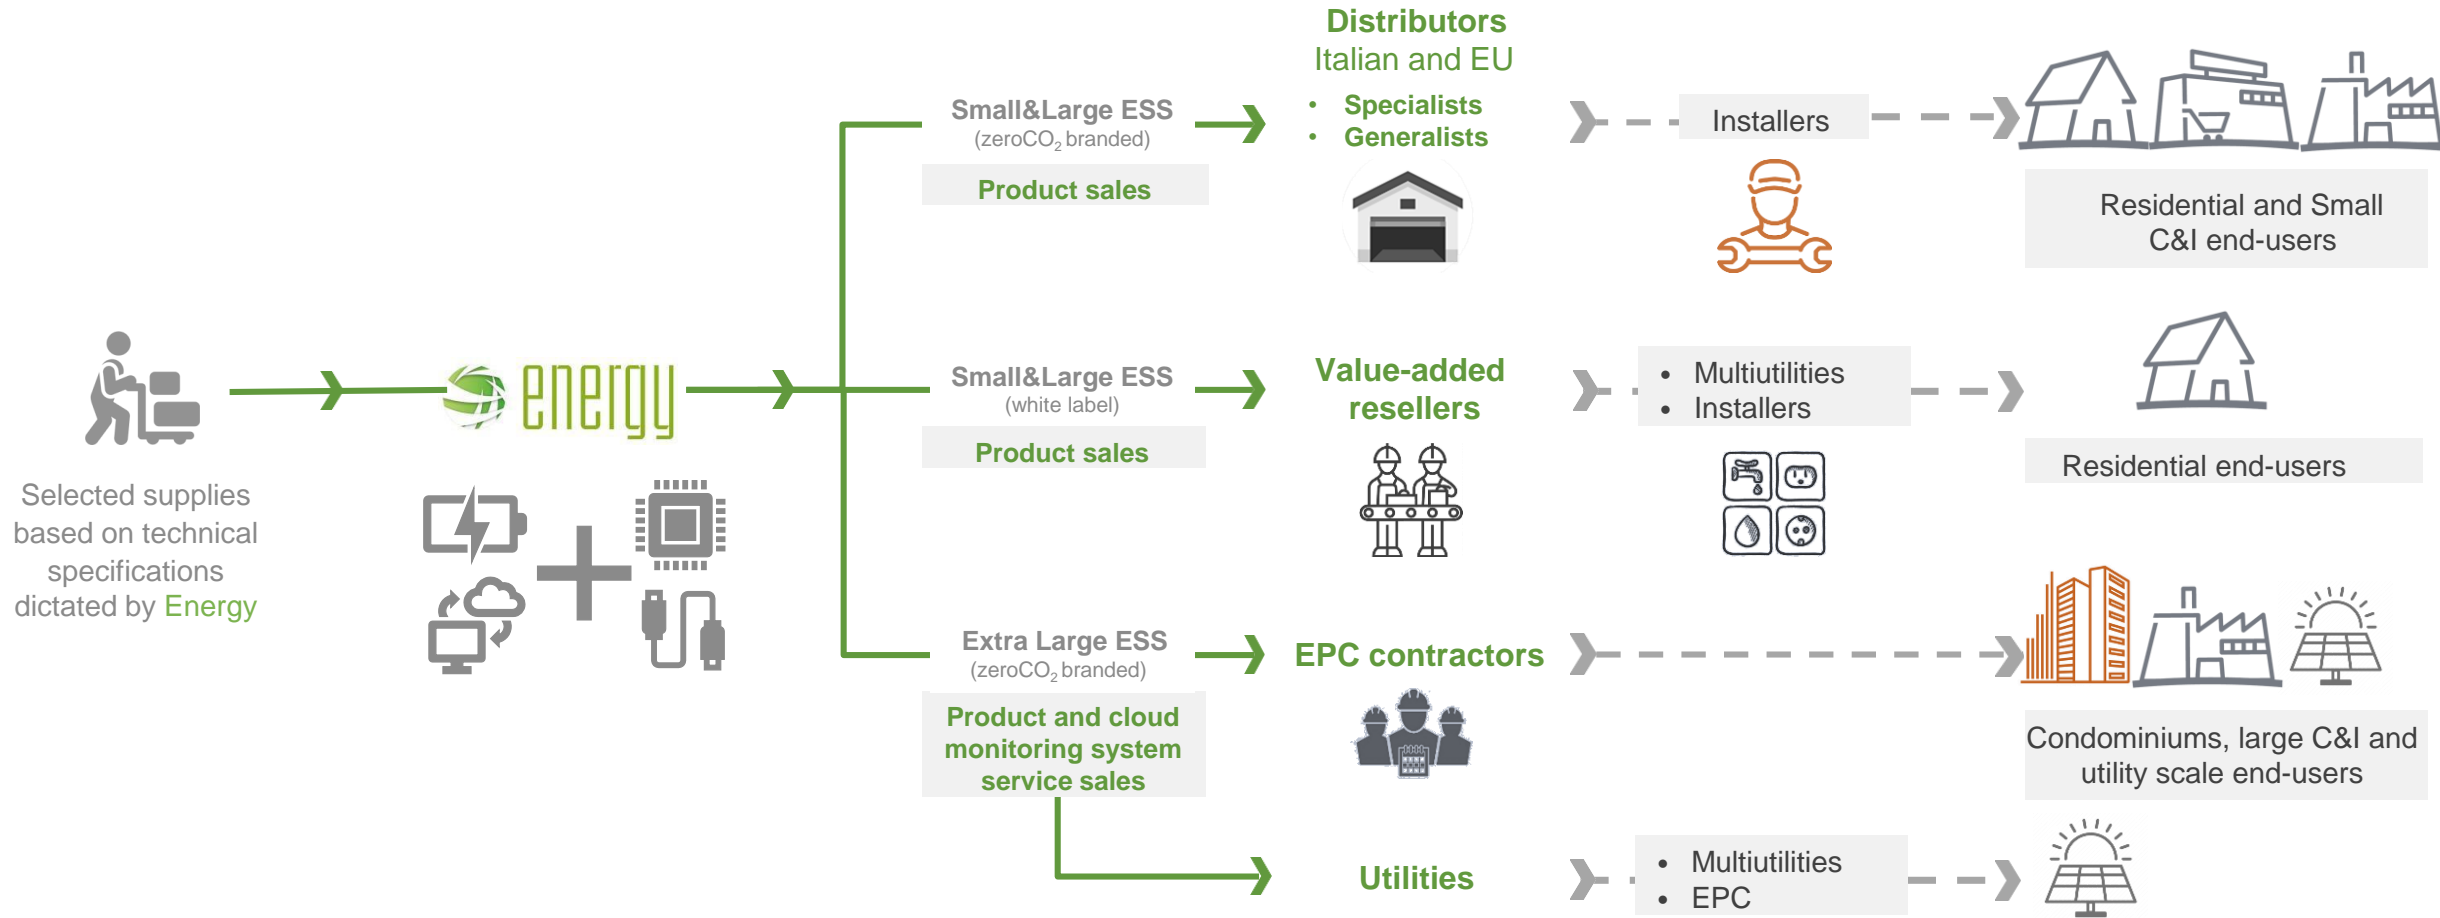 Selected supplies
based on technical
specifications
dictated by Energy
energy
Small&Large ESS
(zeroCO₂ branded)
Product sales
Distributors
Italian and EU
• Specialists
• Generalists
Installers
Residential and Small
C&I end-users
Small&Large ESS
(white label)
Product sales
Value-added
resellers
• Multiutilities
• Installers
Residential end-users
Extra Large ESS
(zeroCO₂ branded)
Product and cloud
monitoring system
service sales
EPC contractors
Condominiums, large C&I and
utility scale end-users
Utilities
• Multiutilities
• EPC